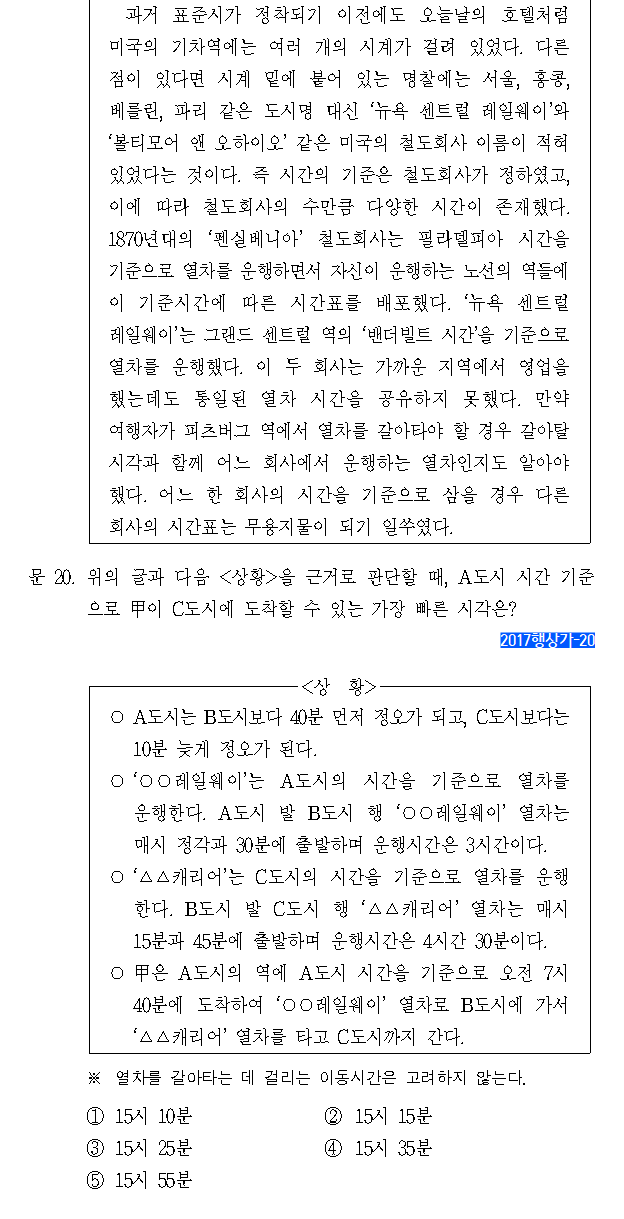 과거 표준시가 정착되기 이전에도 오늘날의 호텔처럼
미국의 기차역에는 여러 개의 시계가 걸려 있었다. 다른
점이 있다면 시계 밑에 붙어 있는 명찰에는 서울, 홍콩,
베를린, 파리 같은 도시명 대신 ‘뉴욕 센트럴 레일웨이’와
‘볼티모어 앤 오하이오’ 같은 미국의 철도회사 이름이 적혀
있었다는 것이다. 즉 시간의 기준은 철도회사가 정하였고,
이에 따라 철도회사의 수만큼 다양한 시간이 존재했다.
1870년대의 ‘펜실베니아’ 철도회사는 필라델피아 시간을
기준으로 열차를 운행하면서 자신이 운행하는 노선의 역들에
이 기준시간에 따른 시간표를 배포했다. ‘뉴욕 센트럴
레일웨이’는 그랜드 센트럴 역의 ‘밴더빌트 시간’을 기준으로
열차를 운행했다. 이 두 회사는 가까운 지역에서 영업을
했는데도 통일된 열차 시간을 공유하지 못했다. 만약
여행자가 피츠버그 역에서 열차를 갈아타야 할 경우 갈아탈
시각과 함께 어느 회사에서 운행하는 열차인지도 알아야
했다. 어느 한 회사의 시간을 기준으로 삼을 경우 다른
회사의 시간표는 무용지물이 되기 일쑤였다.
문 20. 위의 글과 다음 <상황>을 근거로 판단할 때, A도시 시간 기준
으로 甲이 C도시에 도착할 수 있는 가장 빠른 시각은?
2017행상가-20
<상 황>
○ A도시는 B도시보다 40분 먼저 정오가 되고, C도시보다는
10분 늦게 정오가 된다.
○ ‘○○레일웨이’는 A도시의 시간을 기준으로 열차를
운행한다. A도시 발 B도시 행 ‘○○레일웨이’ 열차는
매시 정각과 30분에 출발하며 운행시간은 3시간이다.
○ ‘△△캐리어’는 C도시의 시간을 기준으로 열차를 운행
한다. B도시 발 C도시 행 ‘△△캐리어’ 열차는 매시
15분과 45분에 출발하며 운행시간은 4시간 30분이다.
○ 甲은 A도시의 역에 A도시 시간을 기준으로 오전 7시
40분에 도착하여 ‘○○레일웨이’ 열차로 B도시에 가서
‘△△캐리어’ 열차를 타고 C도시까지 간다.
※ 열차를 갈아타는 데 걸리는 이동시간은 고려하지 않는다.
① 15시 10분 ② 15시 15분
③ 15시 25분 ④ 15시 35분
⑤ 15시 55분